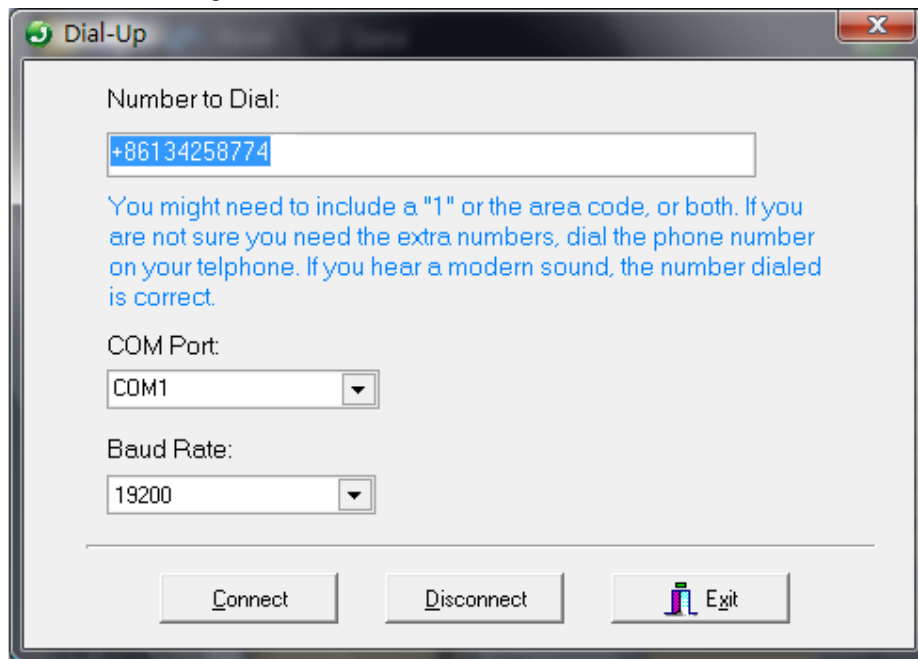 Dial-Up
Number to Dial:
+86134258774
You might need to include a "1" or the area code, or both. If you
are not sure you need the extra numbers, dial the phone number
on your telphone. If you hear a modern sound, the number dialed
is correct.
COM Port:
COM1
Baud Rate:
19200
Connect
Disconnect
Exit